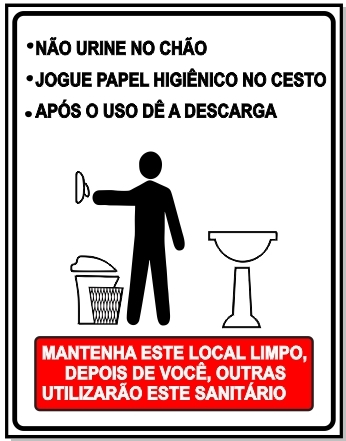 •NÃO URINE NO CHÃO
•JOGUE PAPEL HIGIÊNICO NO CESTO
•APÓS O USO DÊ A DESCARGA
MANTENHA ESTE LOCAL LIMPO,
DEPOIS DE VOCÊ, OUTRAS
UTILIZARÃO ESTE SANITÁRIO